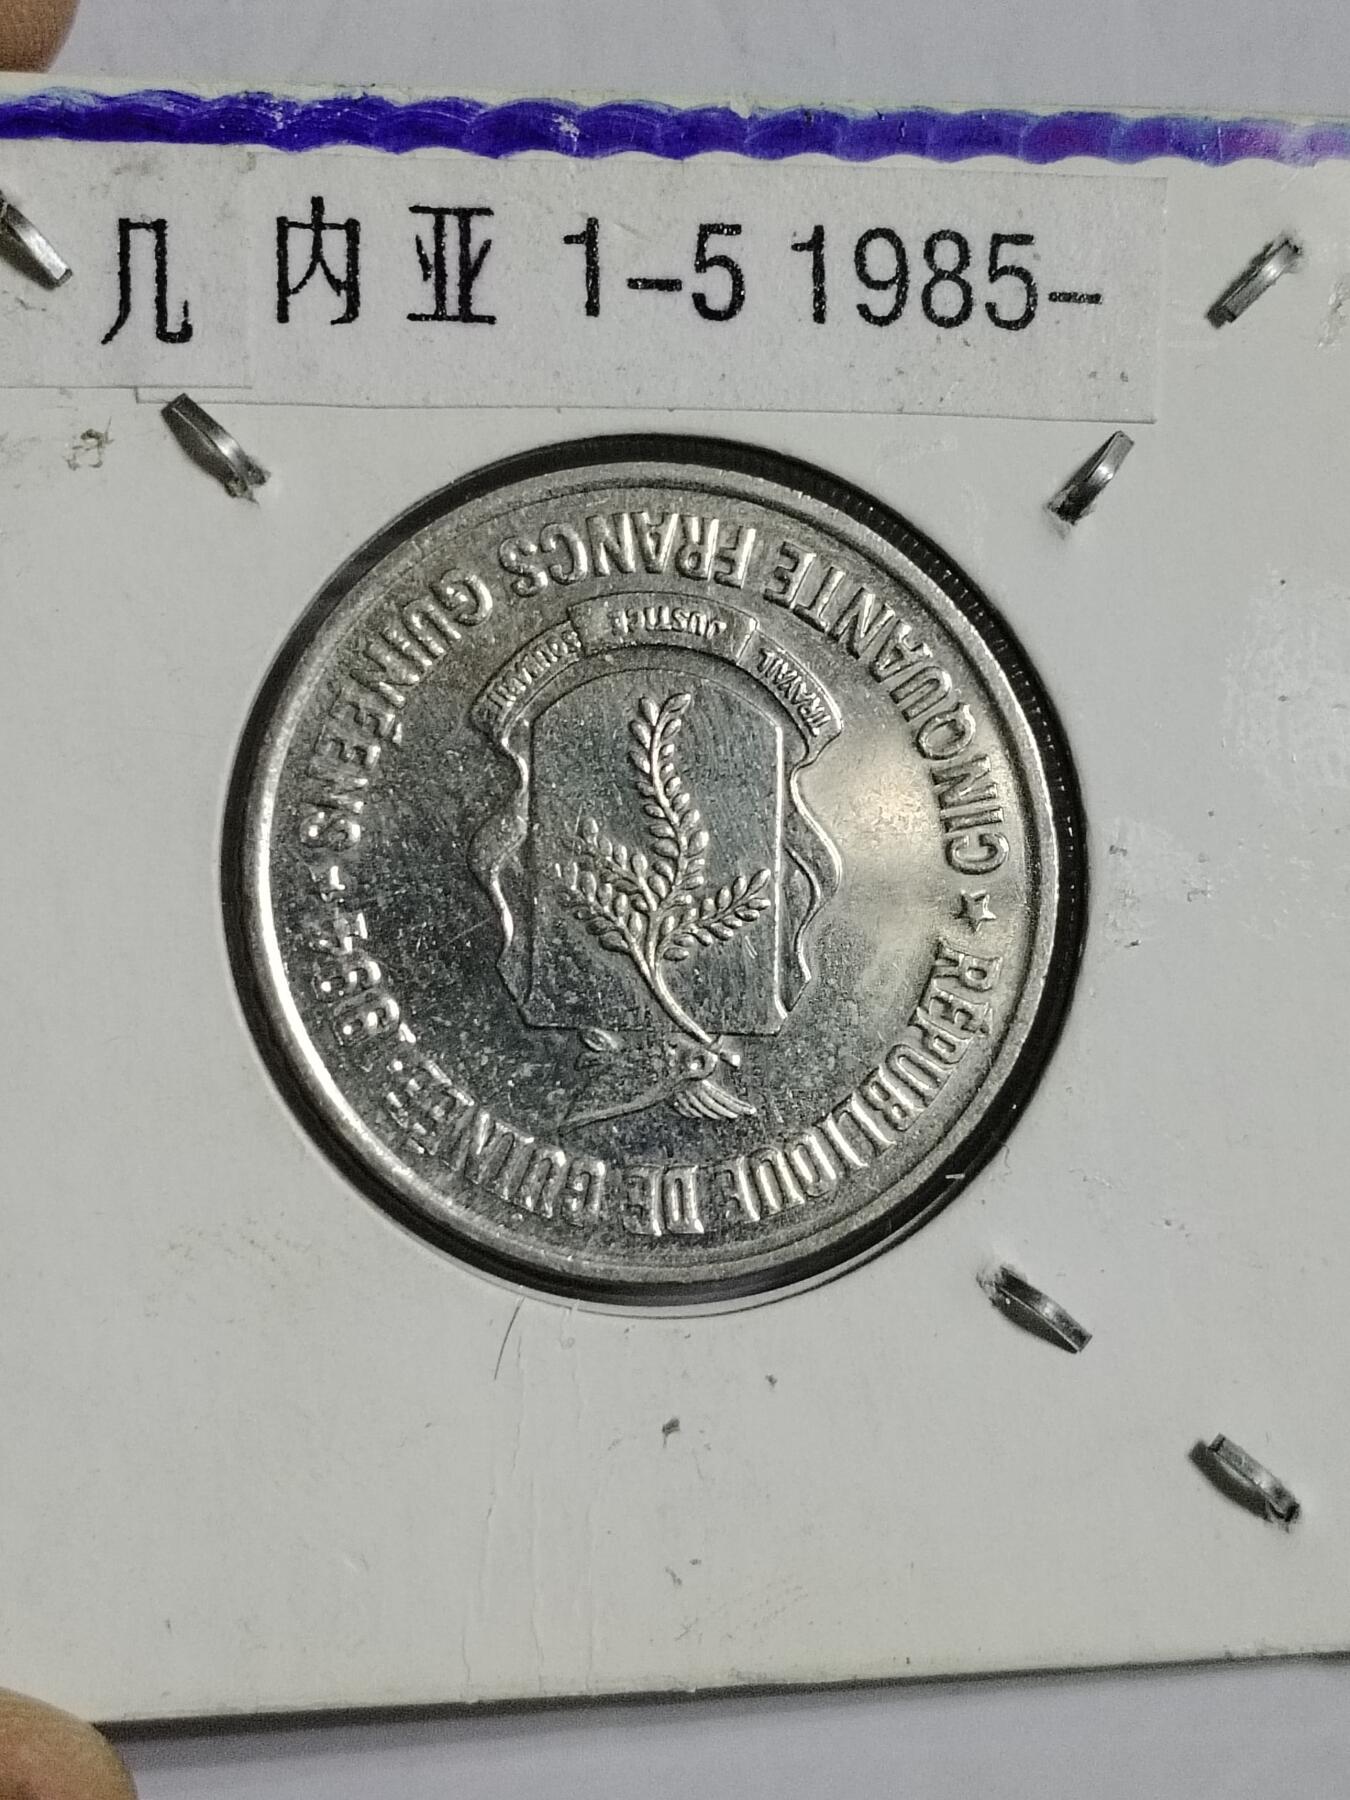 几内亚 1-5 1985-
RÉPUBLIQUE DE GUINÉE 1994
CINQUANTE FRANCS GUINÉENS
TRAVAIL JUSTICE SOLIDARITÉ